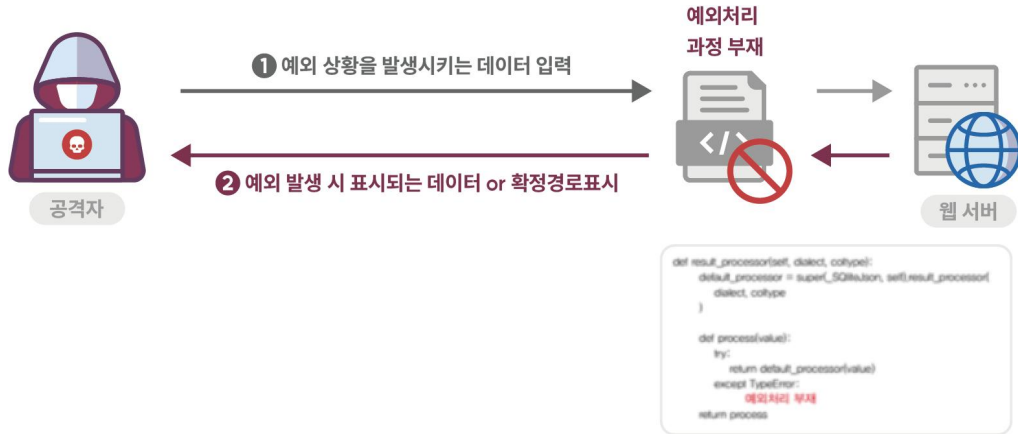 예외처리
과정 부재
❶ 예외 상황을 발생시키는 데이터 입력
❷ 예외 발생 시 표시되는 데이터 or 확정경로표시
공격자
웹 서버
def result_processor(self, dialect, coltype):
default_processor = super(_SQliteJson, self).result_processor(
dialect, coltype
)
def process(value):
try:
return default_processor(value)
except TypeError:
예외처리 부재
return process